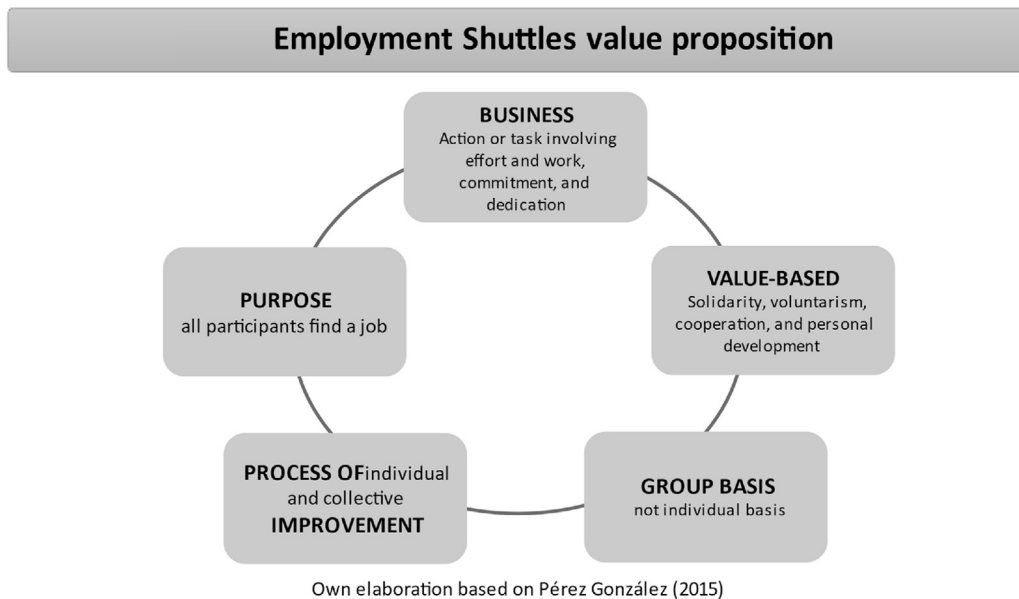 Employment Shuttles value proposition
BUSINESS
Action or task involving
effort and work,
commitment, and
dedication
VALUE-BASED
Solidarity, voluntarism,
cooperation, and personal
development
GROUP BASIS
not individual basis
PROCESS OFindividual
and collective
IMPROVEMENT
PURPOSE
all participants find a job
Own elaboration based on Pérez González (2015)